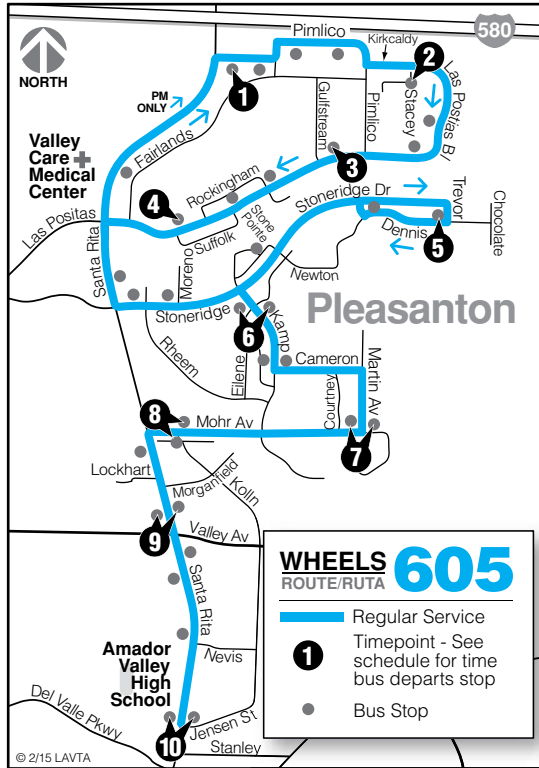 Pimlico
580
Kirkcaldy
2
NORTH
1
PM
ONLY
Las Positas Bl
Stacey
Gulfstream
Pimlico
Fairlands
Valley
Care
Medical
Center
3
Rockingham
Stoneridge Dr
Trevor
4
Las Positas
Suffolk
Stone
Pointe
Dennis
5
Chocolate
Santa Rita
Moreno
Newton
Pleasanton
Stoneridge
6
Kamp
Rheem
Eilene
Cameron
Courtney
Martin Av
8
Mohr Av
7
Lockhart
Morganfield
Kolln
9
Valley Av
Santa Rita
Nevis
Amador
Valley
High
School
Del Valle Pkwy
10
Jensen St
Stanley
WHEELS
ROUTE/RUTA
605
Regular Service
1
Timepoint - See
schedule for time
bus departs stop
Bus Stop
© 2/15 LAVTA